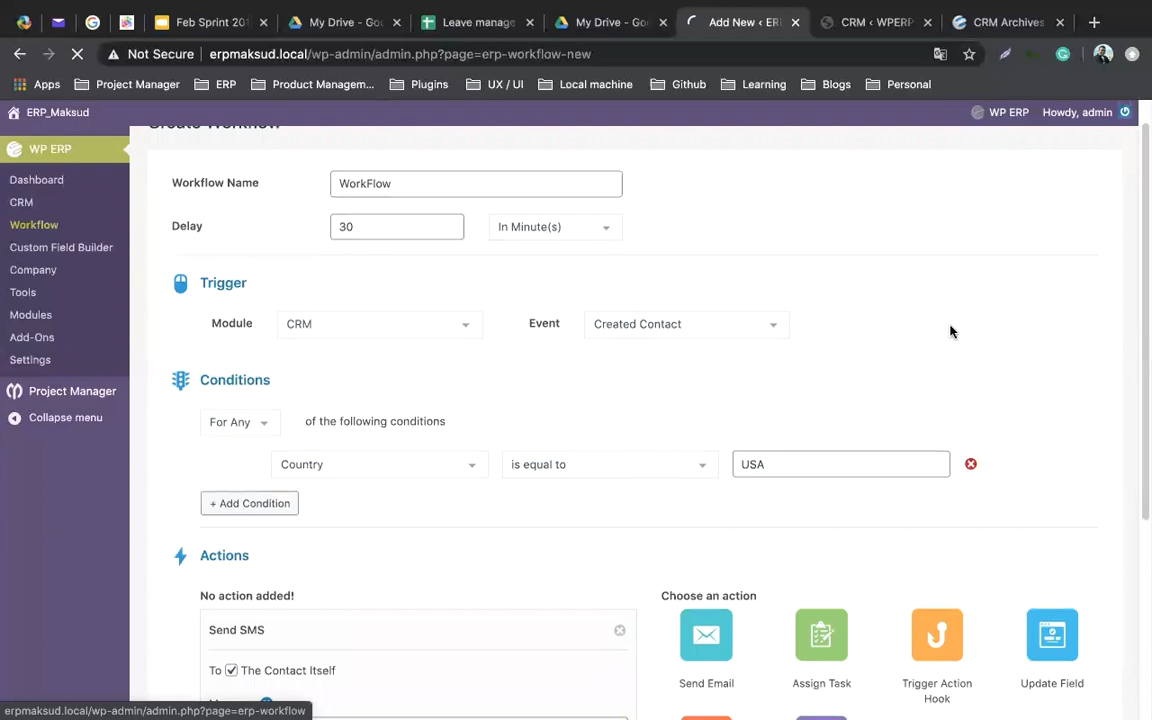 Feb Sprint 201
My Drive - Goo
Leave manage
My Drive - Goo
Add New ‹ ER
CRM ‹ WPERP
CRM Archives
Not Secure erpmaksud.local/wp-admin/admin.php?page=erp-workflow-new
Apps Project Manager ERP Product Managem... Plugins UX / UI Local machine Github Learning Blogs Personal
ERP_Maksud WP ERP Howdy, admin
WP ERP
Dashboard
CRM
Workflow
Custom Field Builder
Company
Tools
Modules
Add-Ons
Settings
Project Manager
Collapse menu
Create Workflow
Workflow Name WorkFlow
Delay 30 In Minute(s)
Trigger
Module CRM Event Created Contact
Conditions
For Any of the following conditions
Country is equal to USA
+ Add Condition
Actions
No action added!
Send SMS
To The Contact Itself
Choose an action
Send Email
Assign Task
Trigger Action
Hook
Update Field
erpmaksud.local/wp-admin/admin.php?page=erp-workflow